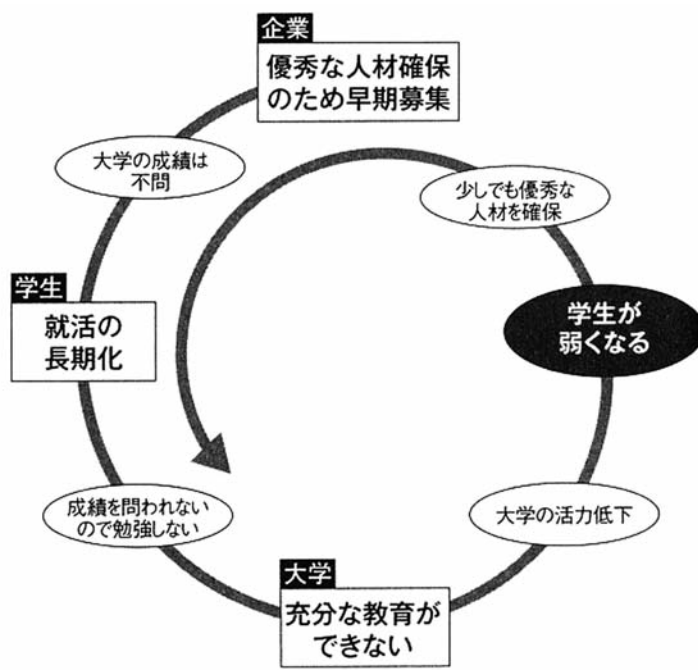 企業
優秀な人材確保
のため早期募集
大学の成績は
不問
学生
就活の
長期化
成績を問われない
ので勉強しない
大学
充分な教育が
できない
大学の活力低下
学生が
弱くなる
少しでも優秀な
人材を確保